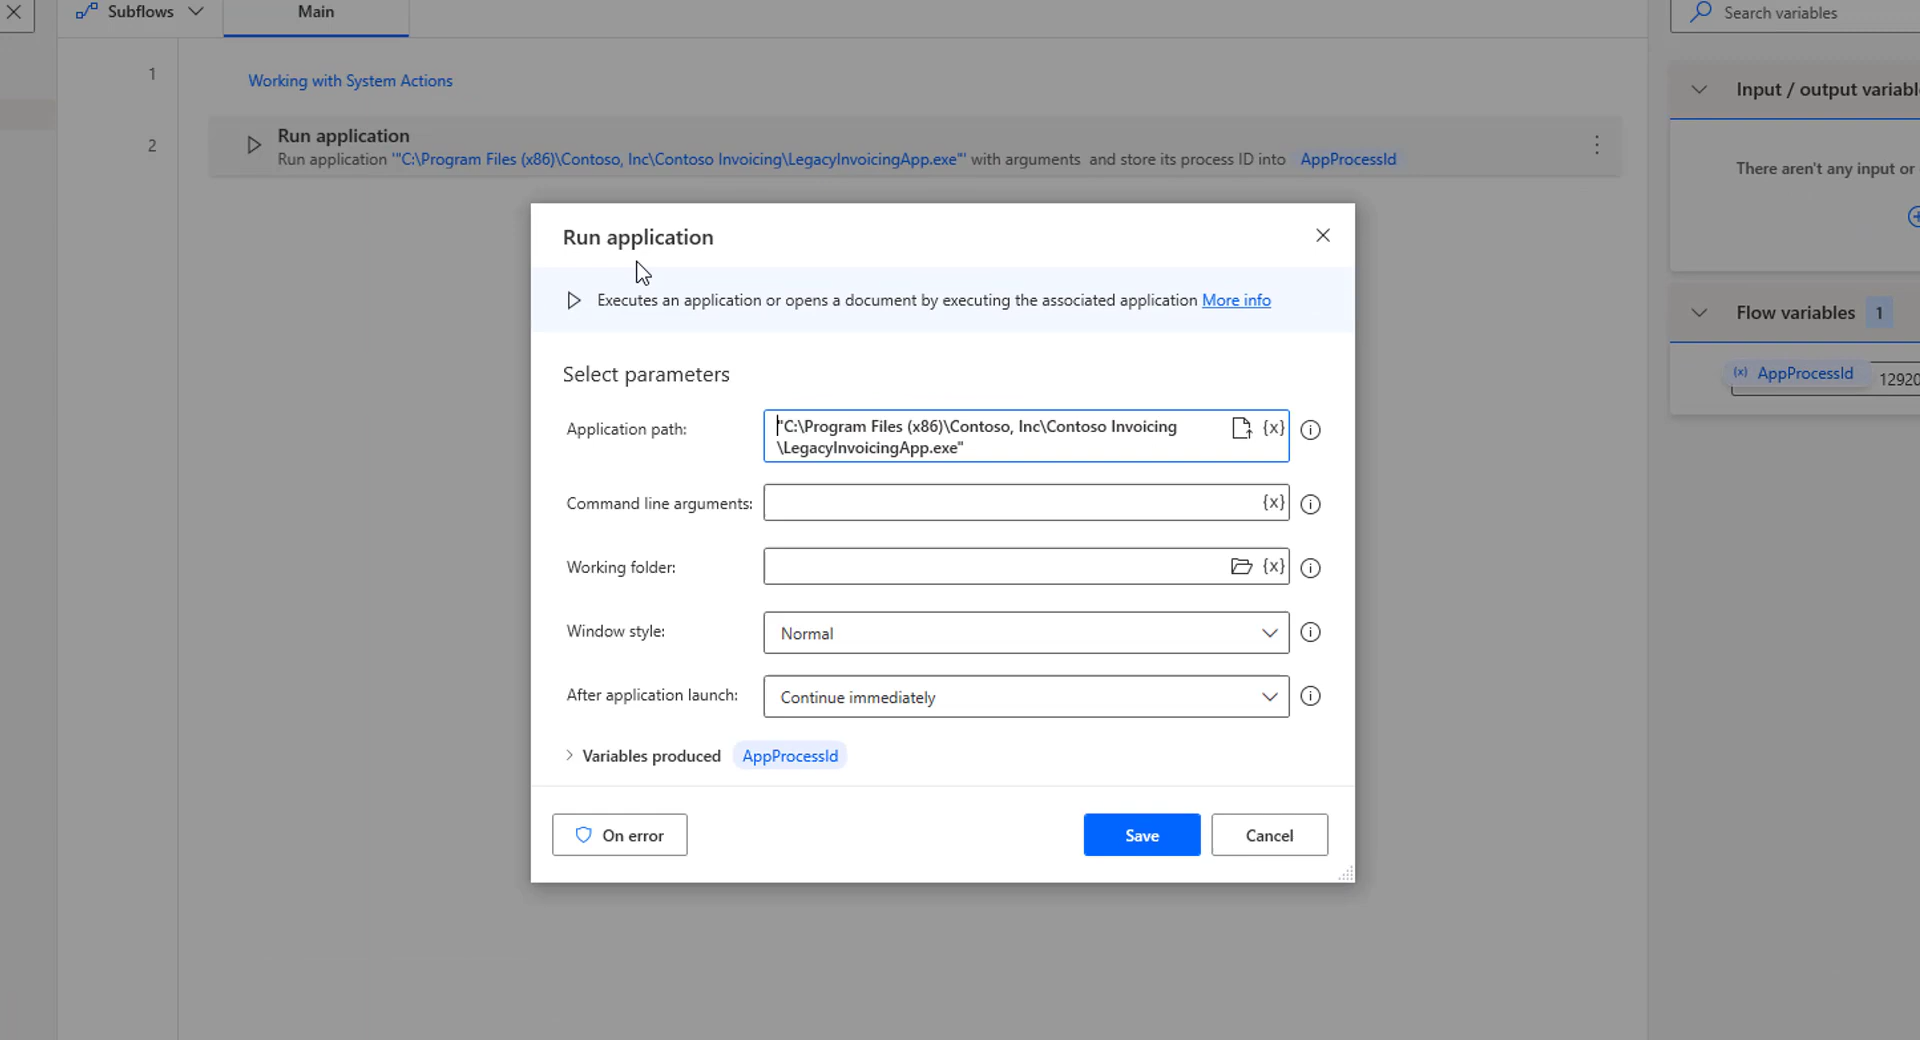 Subflows
Main
Search variables
1
Working with System Actions
Input / output variabl
2
Run application
Run application '"C:\Program Files (x86)\Contoso, Inc\Contoso Invoicing\LegacyInvoicingApp.exe"' with arguments and store its process ID into AppProcessId
There aren't any input or
Run application
Executes an application or opens a document by executing the associated application More info
Flow variables 1
(x) AppProcessId 12920
Select parameters
Application path:
"C:\Program Files (x86)\Contoso, Inc\Contoso Invoicing
\LegacyInvoicingApp.exe"
{x}
Command line arguments:
{x}
Working folder:
{x}
Window style:
Normal
After application launch:
Continue immediately
Variables produced AppProcessId
On error
Save
Cancel